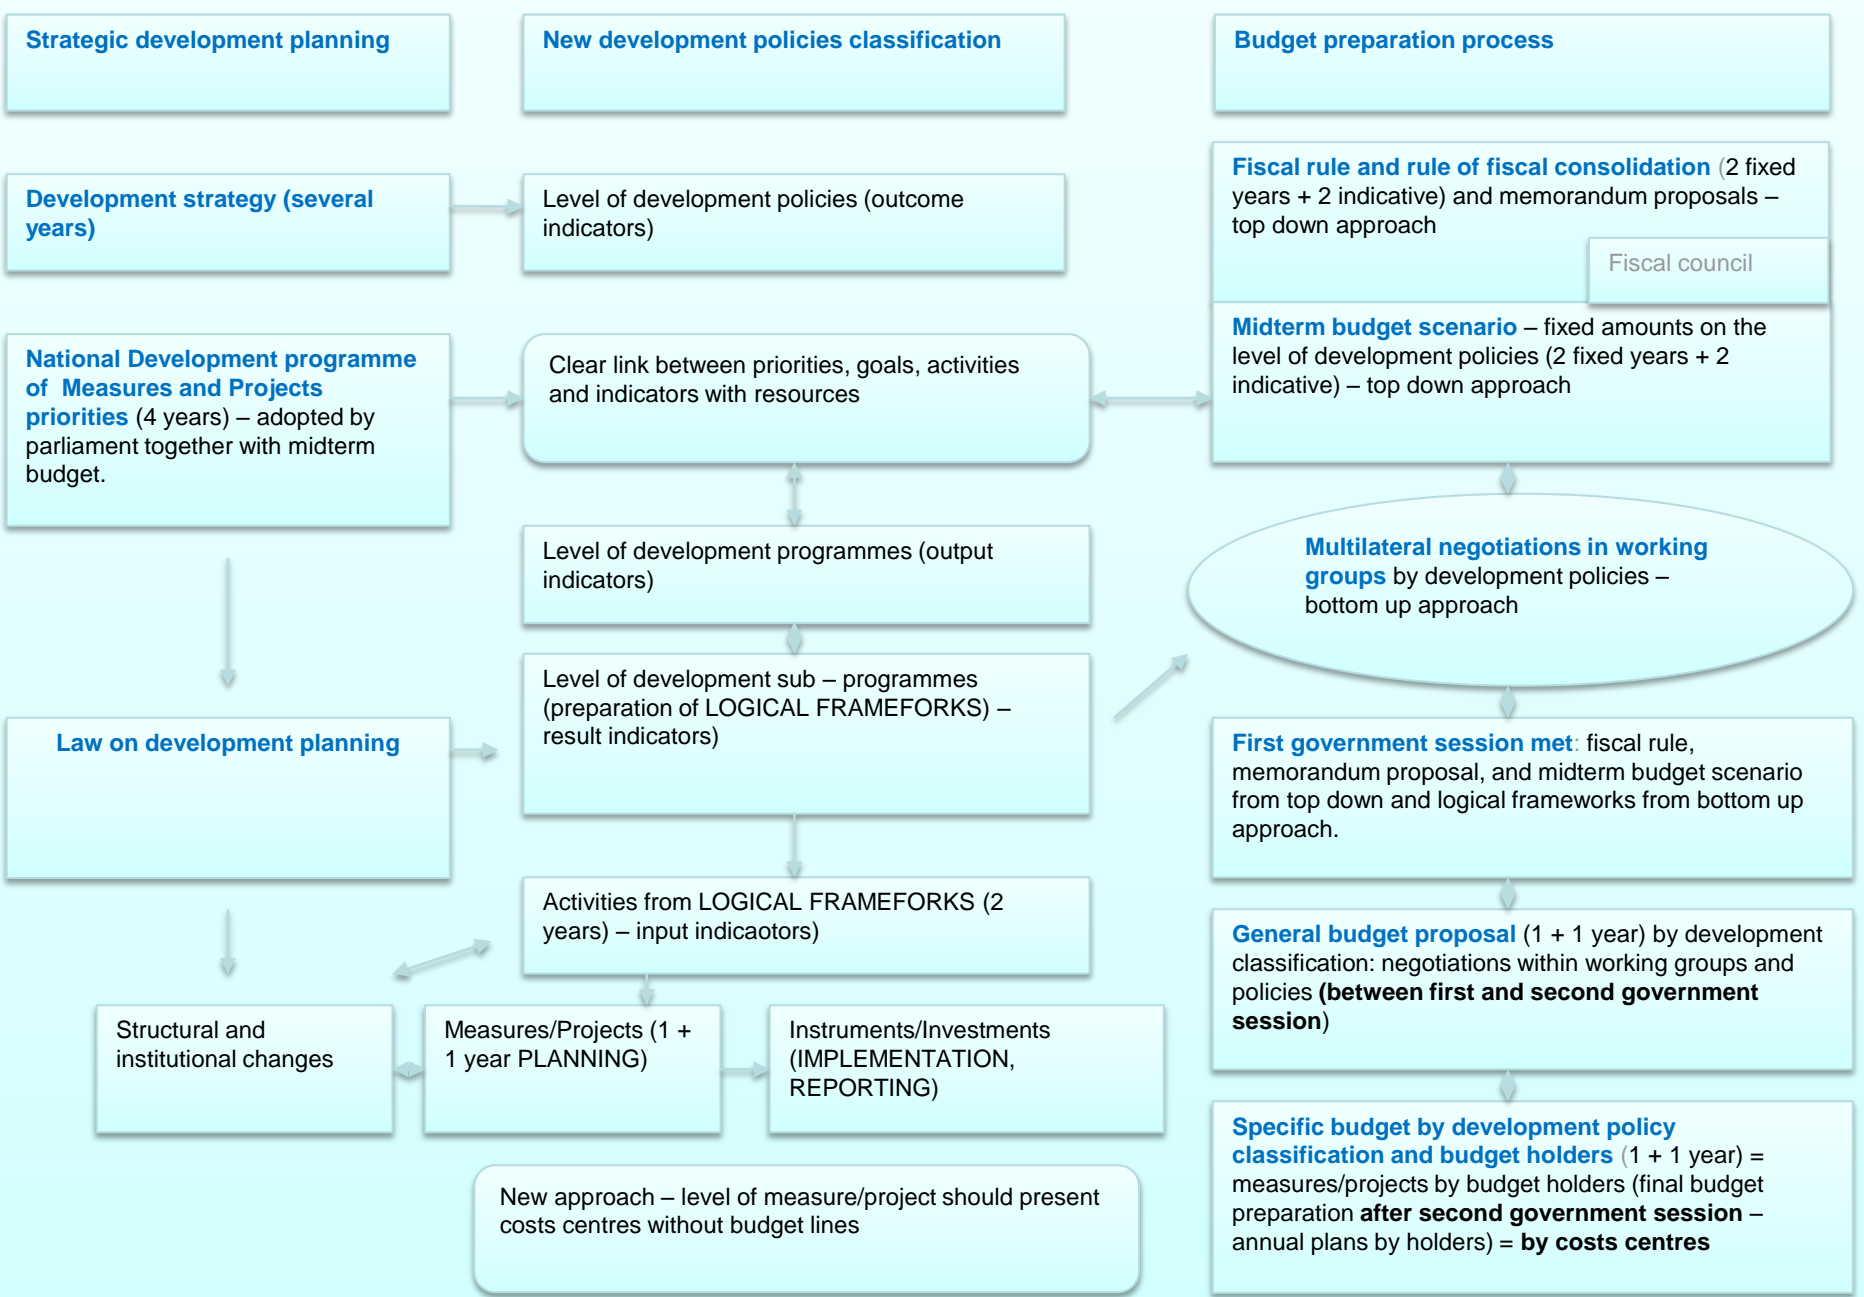 Strategic development planning
New development policies classification
Budget preparation process
Development strategy (several
years)
Level of development policies (outcome
indicators)
Fiscal rule and rule of fiscal consolidation (2 fixed
years + 2 indicative) and memorandum proposals –
top down approach
Fiscal council
National Development programme
of Measures and Projects
priorities (4 years) – adopted by
parliament together with midterm
budget.
Clear link between priorities, goals, activities
and indicators with resources
Midterm budget scenario – fixed amounts on the
level of development policies (2 fixed years + 2
indicative) – top down approach
Level of development programmes (output
indicators)
Multilateral negotiations in working
groups by development policies –
bottom up approach
Law on development planning
Level of development sub – programmes
(preparation of LOGICAL FRAMEFORKS) –
result indicators)
First government session met: fiscal rule,
memorandum proposal, and midterm budget scenario
from top down and logical frameworks from bottom up
approach.
Activities from LOGICAL FRAMEFORKS (2
years) – input indicaotors)
General budget proposal (1 + 1 year) by development
classification: negotiations within working groups and
policies (between first and second government
session)
Structural and
institutional changes
Measures/Projects (1 +
1 year PLANNING)
Instruments/Investments
(IMPLEMENTATION,
REPORTING)
Specific budget by development policy
classification and budget holders (1 + 1 year) =
measures/projects by budget holders (final budget
preparation after second government session –
annual plans by holders) = by costs centres
New approach – level of measure/project should present
costs centres without budget lines